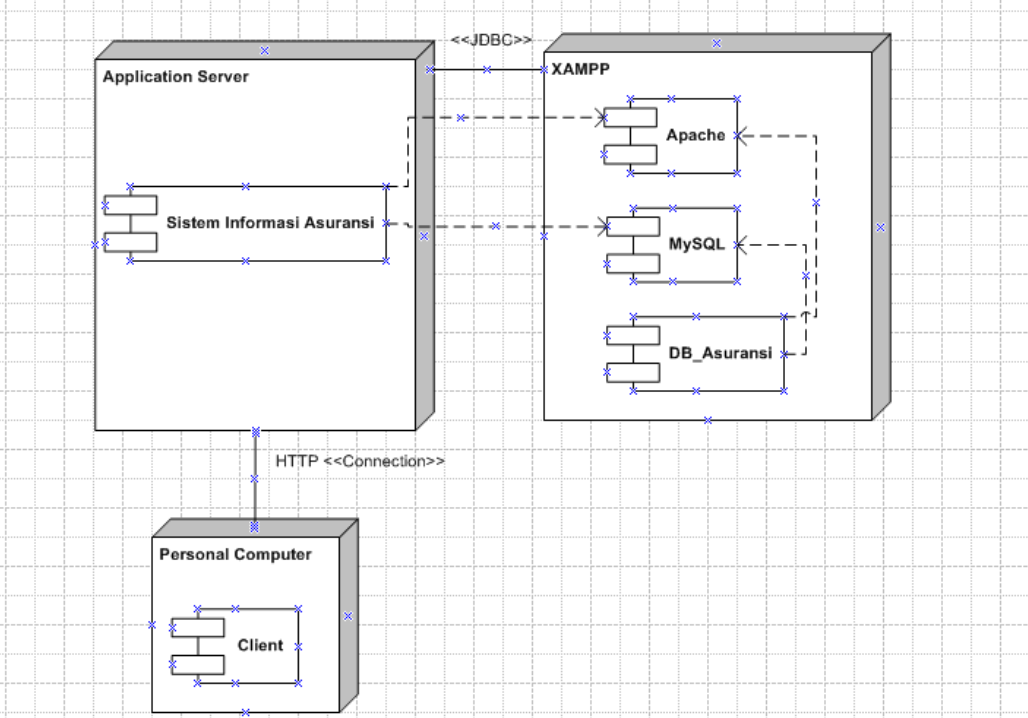 <<JDBC>>
Application Server
XAMPP
Apache
Sistem Informasi Asuransi
MySQL
DB_Asuransi
HTTP <<Connection>>
Personal Computer
Client